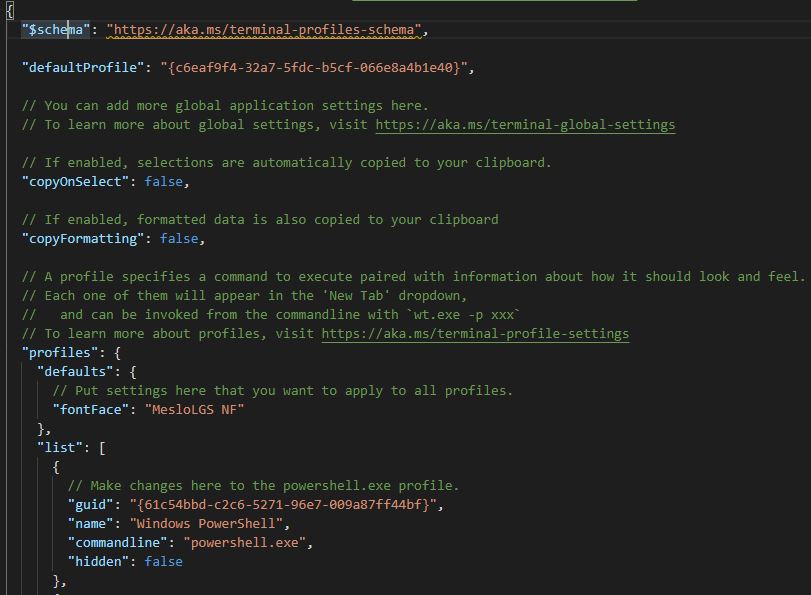 {
"$schema": "https://aka.ms/terminal-profiles-schema",
"defaultProfile": "{c6eaf9f4-32a7-5fdc-b5cf-066e8a4b1e40}",
// You can add more global application settings here.
// To learn more about global settings, visit https://aka.ms/terminal-global-settings
// If enabled, selections are automatically copied to your clipboard.
"copyOnSelect": false,
// If enabled, formatted data is also copied to your clipboard
"copyFormatting": false,
// A profile specifies a command to execute paired with information about how it should look and feel.
// Each one of them will appear in the 'New Tab' dropdown,
//   and can be invoked from the commandline with `wt.exe -p xxx`
// To learn more about profiles, visit https://aka.ms/terminal-profile-settings
"profiles": {
"defaults": {
// Put settings here that you want to apply to all profiles.
"fontFace": "MesloLGS NF"
},
"list": [
{
// Make changes here to the powershell.exe profile.
"guid": "{61c54bbd-c2c6-5271-96e7-009a87ff44bf}",
"name": "Windows PowerShell",
"commandline": "powershell.exe",
"hidden": false
},